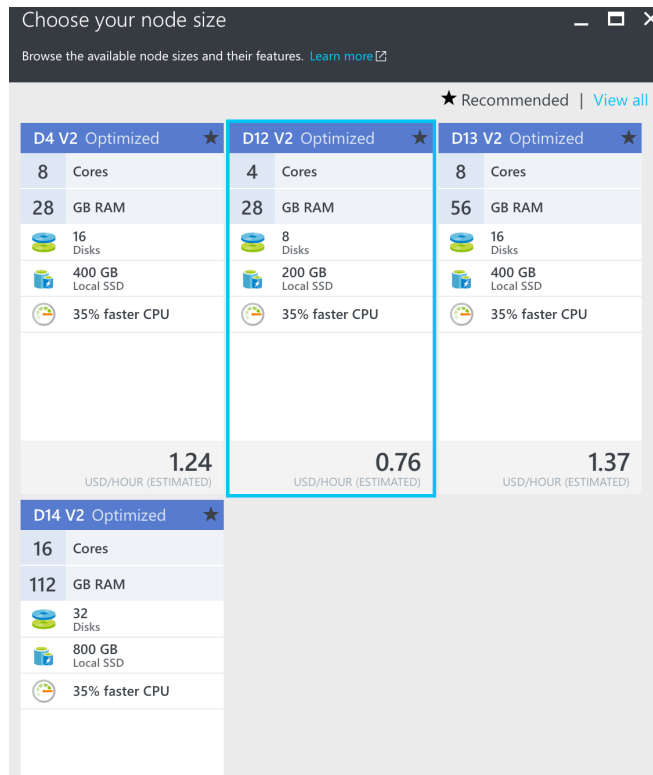 Choose your node size
Browse the available node sizes and their features. Learn more
Recommended | View all
D4 V2 Optimized
8 Cores
28 GB RAM
16
Disks
400 GB
Local SSD
35% faster CPU
1.24
USD/HOUR (ESTIMATED)
D12 V2 Optimized
4 Cores
28 GB RAM
8
Disks
200 GB
Local SSD
35% faster CPU
0.76
USD/HOUR (ESTIMATED)
D13 V2 Optimized
8 Cores
56 GB RAM
16
Disks
400 GB
Local SSD
35% faster CPU
1.37
USD/HOUR (ESTIMATED)
D14 V2 Optimized
16 Cores
112 GB RAM
32
Disks
800 GB
Local SSD
35% faster CPU